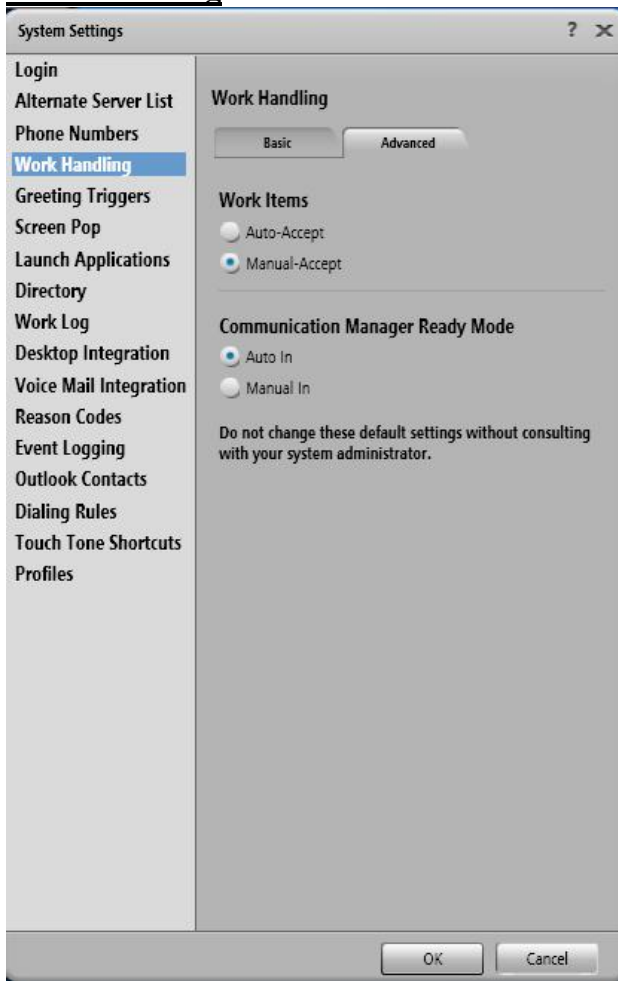 System Settings
?
Login
Alternate Server List
Phone Numbers
Work Handling
Greeting Triggers
Screen Pop
Launch Applications
Directory
Work Log
Desktop Integration
Voice Mail Integration
Reason Codes
Event Logging
Outlook Contacts
Dialing Rules
Touch Tone Shortcuts
Profiles
Work Handling
Basic
Advanced
Work Items
Auto-Accept
Manual-Accept
Communication Manager Ready Mode
Auto In
Manual In
Do not change these default settings without consulting
with your system administrator.
OK
Cancel